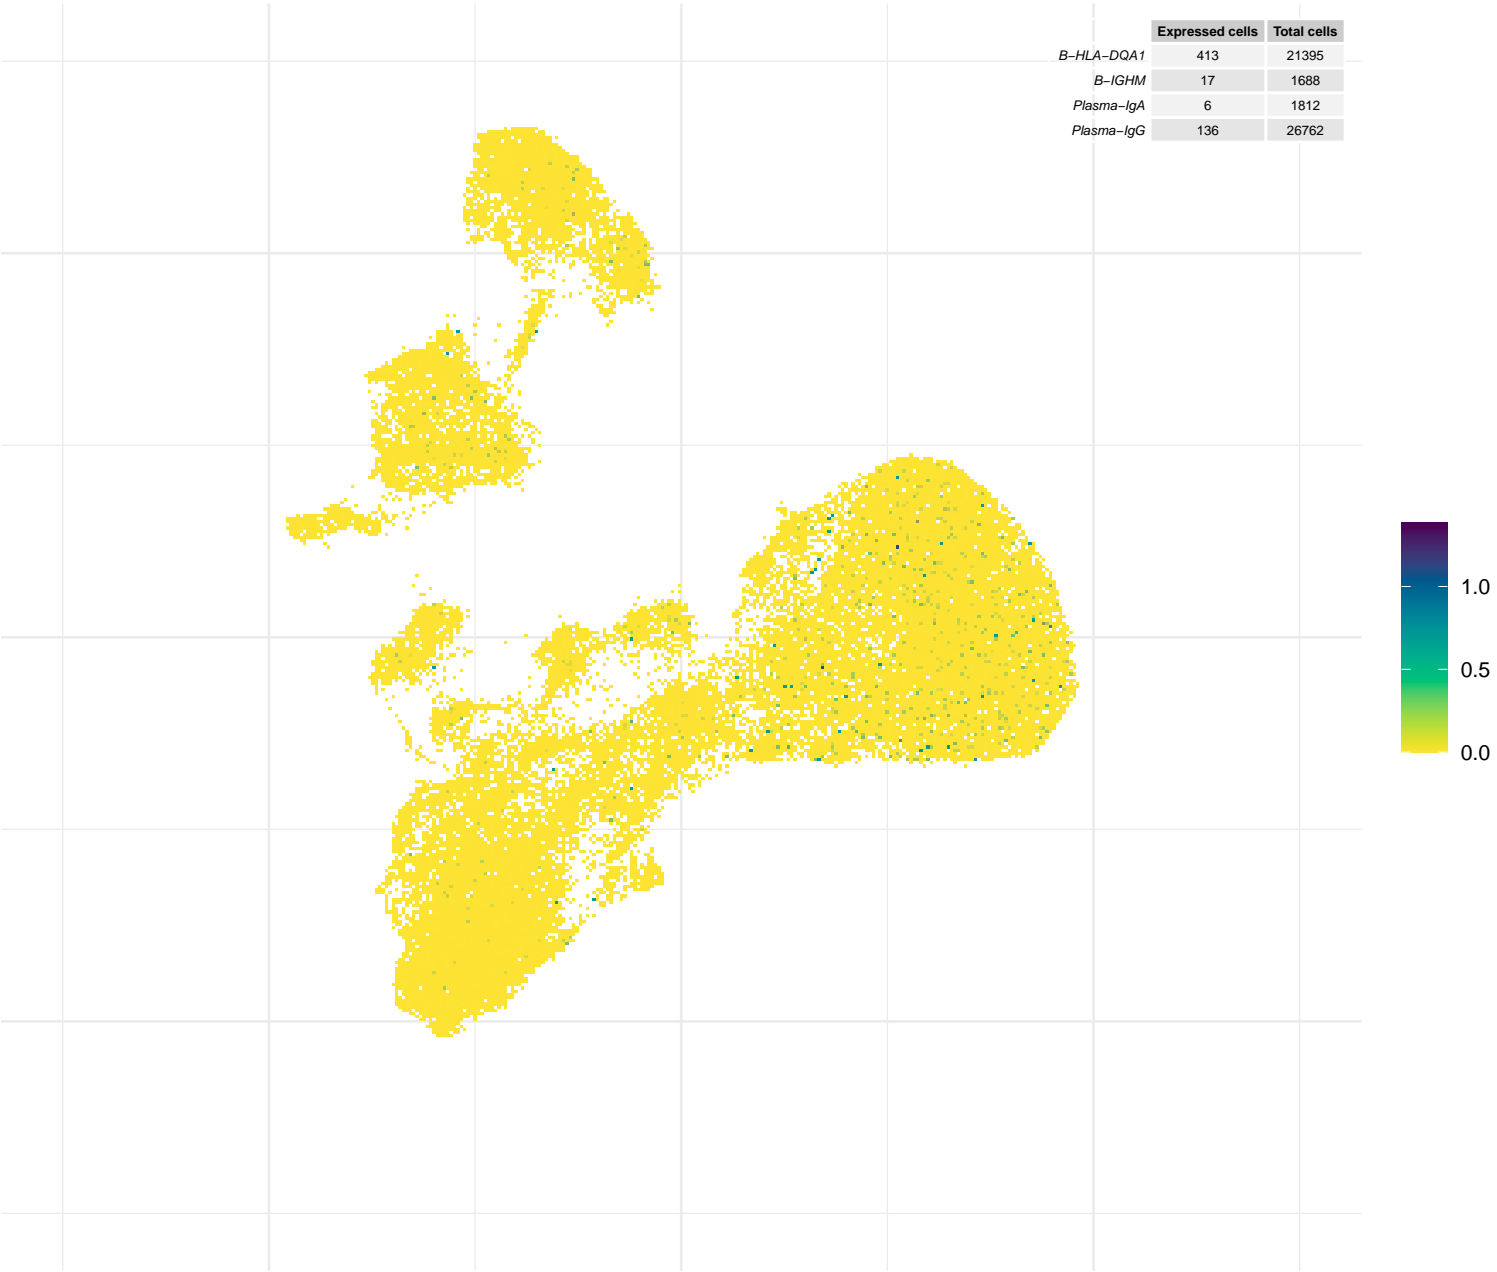 Expressed cells Total cells
B−HLA−DQA1 413 21395
B−IGHM 17 1688
Plasma−IgA 6 1812
Plasma−IgG 136 26762
1.0
0.5
0.0